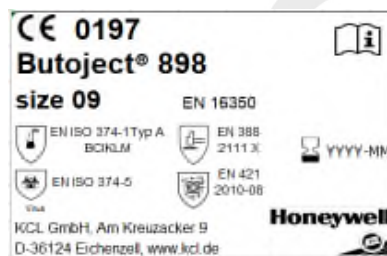 CE 0197
Butoject® 898
size 09
EN 16350
EN ISO 374-1Typ A
BCIKLM
EN 388
2111 X
YYYY-MM
EN ISO 374-5
EN 421
2010-08
Honeywell
KCL GmbH, Am Kreuzacker 9
D-36124 Eichenzell, www.kcl.de